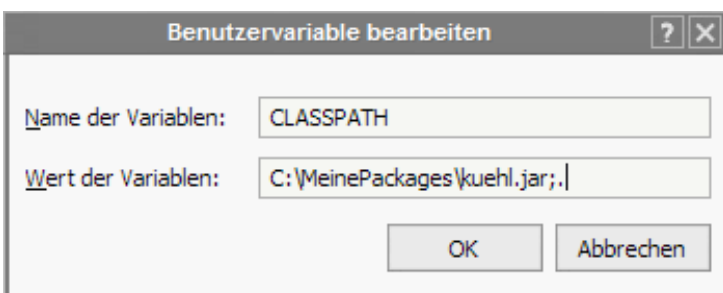 Benutzervariable bearbeiten ? X
Name der Variablen: CLASSPATH
Wert der Variablen: C:\MeinePackages\kuehl.jar;.
OK Abbrechen